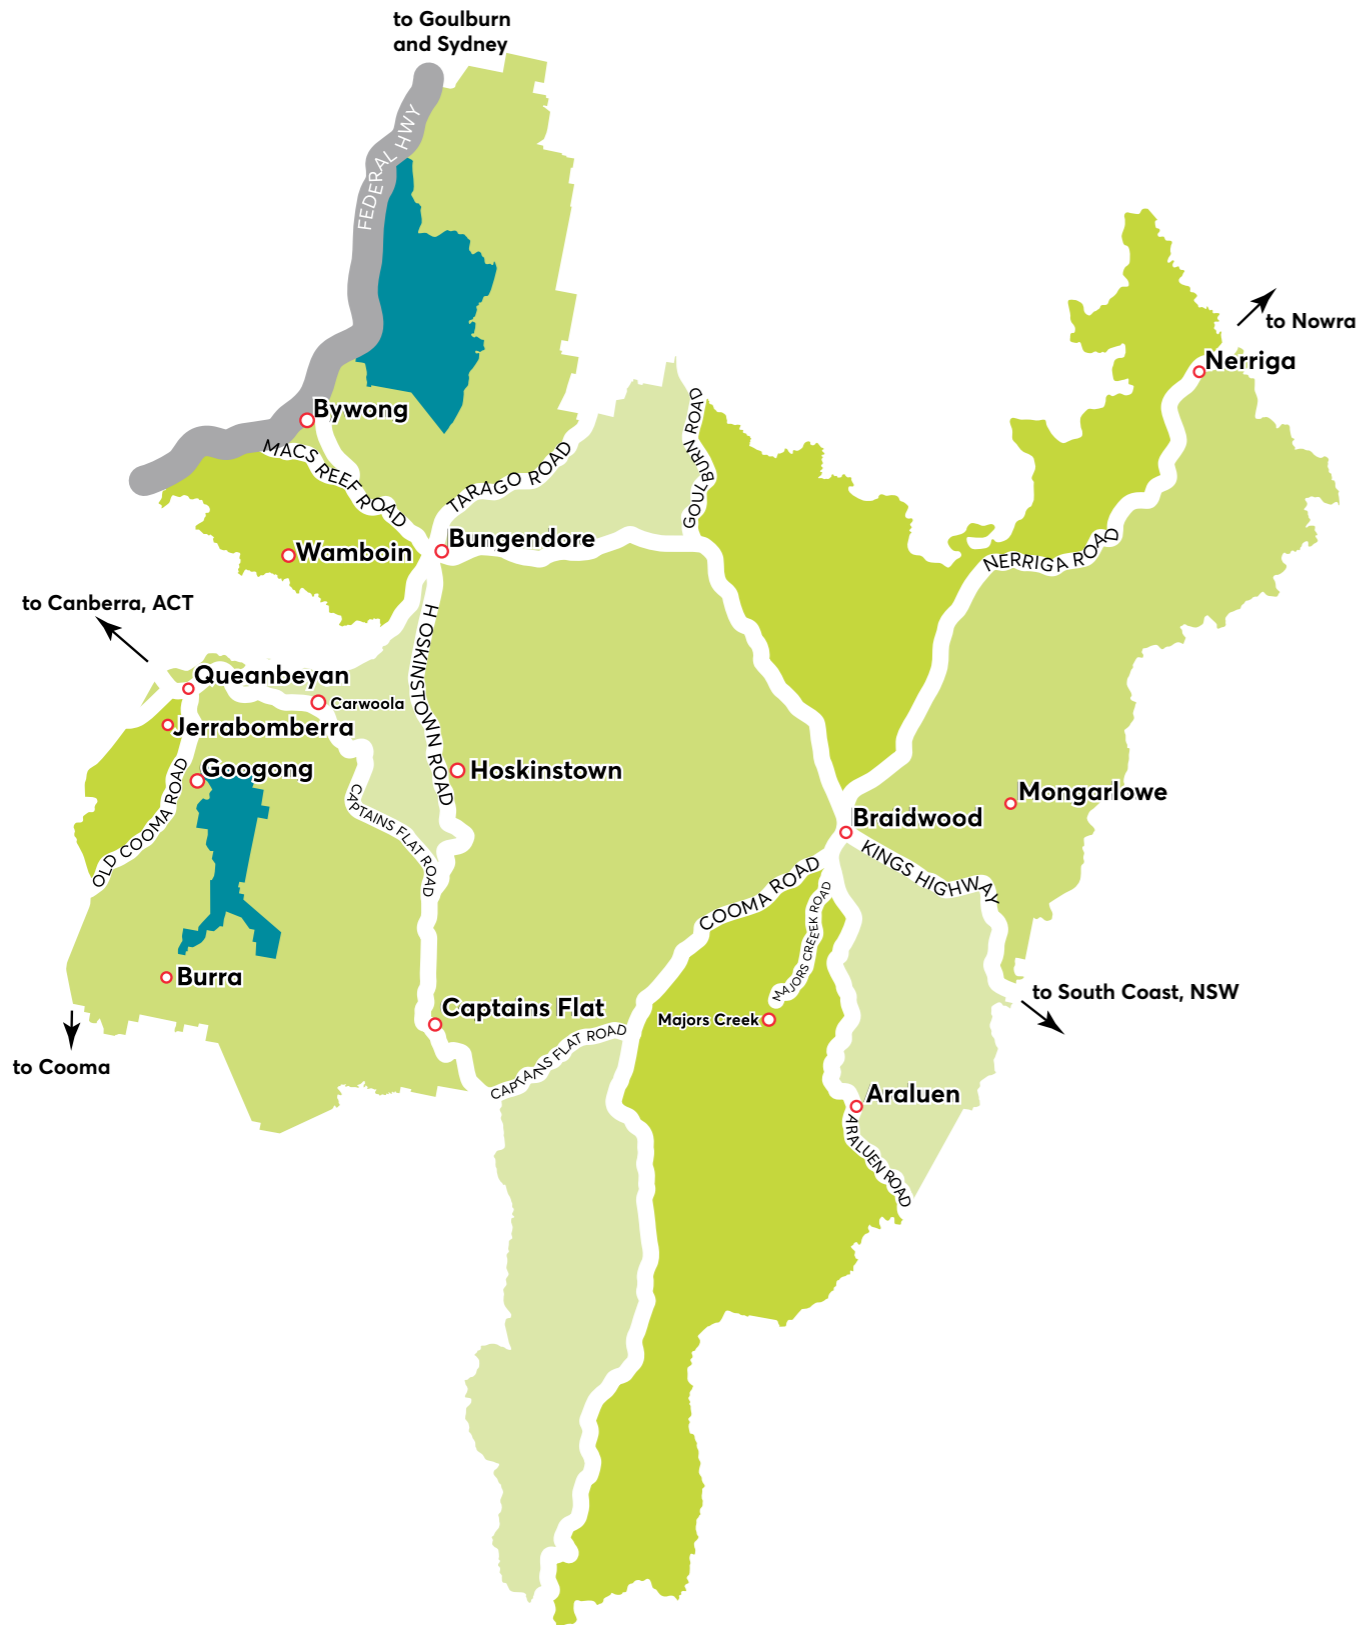 to Goulburn
and Sydney
FEDERAL HWY
to Nowra
Nerriga
Bywong
MACS REEF ROAD
TARAGO ROAD
GOULBURN ROAD
Bungendore
Wamboin
NERRIGA ROAD
to Canberra, ACT
HOSKINSTOWN ROAD
Queanbeyan
Carwoola
Jerrabomberra
Googong
Hoskinstown
OLD COOMA ROAD
CAPTAINS FLAT ROAD
Mongarlowe
Braidwood
KINGS HIGHWAY
COOMA ROAD
MAJORS CREEEK ROAD
Burra
to South Coast, NSW
Captains Flat
Majors Creek
CAPTAINS FLAT ROAD
to Cooma
Araluen
ARALUEN ROAD